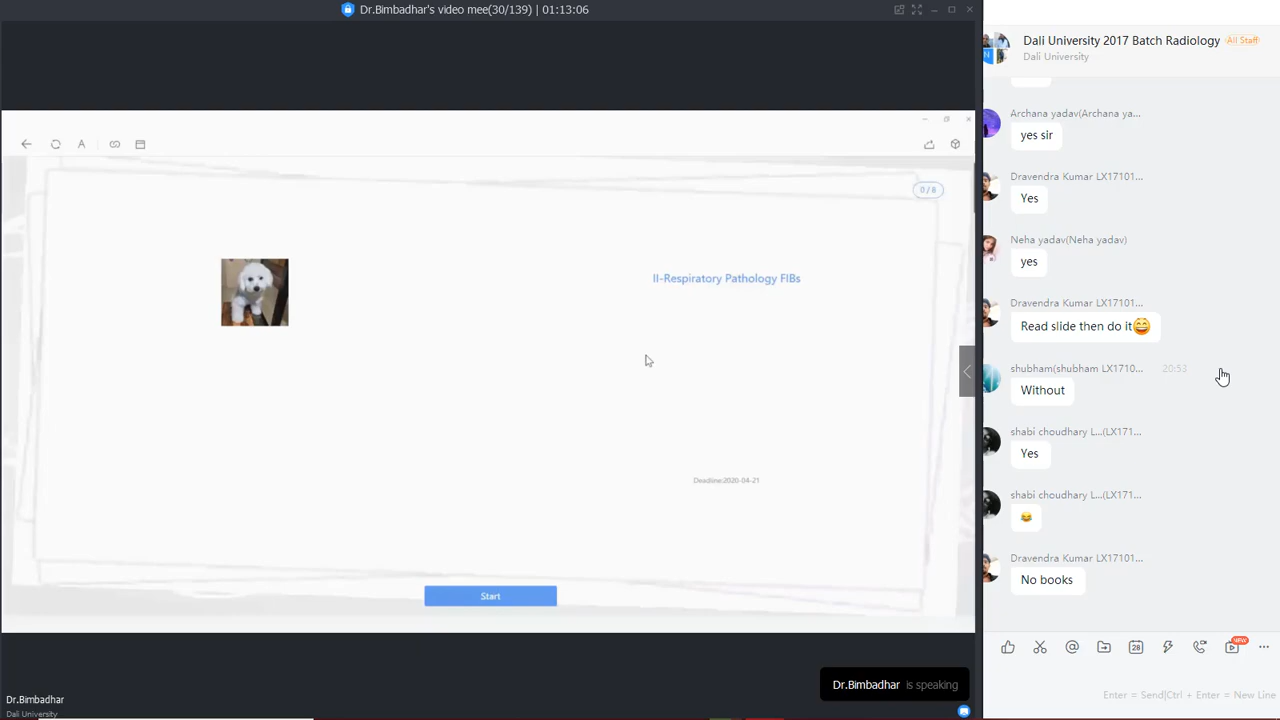 Dr.Bimbadhar's video mee(30/139) | 01:13:06
0 / 8
II-Respiratory Pathology FIBs
Deadline:2020-04-21
Start
Dr.Bimbadhar is speaking
Dr.Bimbadhar
Dali University
Dali University 2017 Batch Radiology All Staff
Dali University
Archana yadav(Archana ya...
yes sir
Dravendra Kumar LX17101...
Yes
Neha yadav(Neha yadav)
yes
Dravendra Kumar LX17101...
Read slide then do it😄
shubham(shubham LX1710... 20:53
Without
shabi choudhary L...(LX171...
Yes
shabi choudhary L...(LX171...
😂
Dravendra Kumar LX17101...
No books
28
NEW
Enter = Send|Ctrl + Enter = New Line